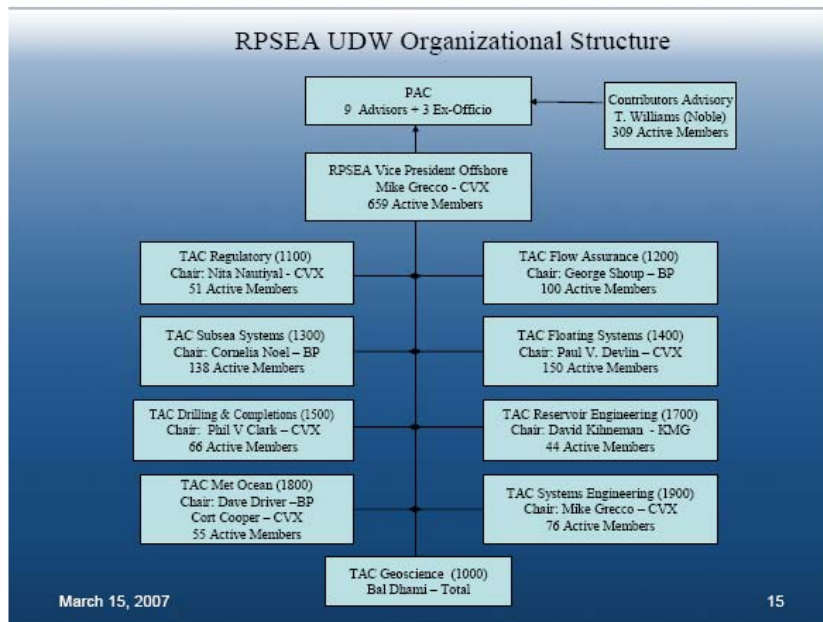 RPSEA UDW Organizational Structure
PAC
9 Advisors + 3 Ex-Officio
Contributors Advisory
T. Williams (Noble)
309 Active Members
RPSEA Vice President Offshore
Mike Grecco - CVX
659 Active Members
TAC Regulatory (1100)
Chair: Nita Nautiyal - CVX
51 Active Members
TAC Flow Assurance (1200)
Chair: George Shoup – BP
100 Active Members
TAC Subsea Systems (1300)
Chair: Cornelia Noel – BP
138 Active Members
TAC Floating Systems (1400)
Chair: Paul V. Devlin – CVX
150 Active Members
TAC Drilling & Completions (1500)
Chair: Phil V Clark – CVX
66 Active Members
TAC Reservoir Engineering (1700)
Chair: David Kihneman - KMG
44 Active Members
TAC Met Ocean (1800)
Chair: Dave Driver –BP
Cort Cooper – CVX
55 Active Members
TAC Systems Engineering (1900)
Chair: Mike Grecco – CVX
76 Active Members
TAC Geoscience (1000)
Bal Dhami – Total
March 15, 2007
15